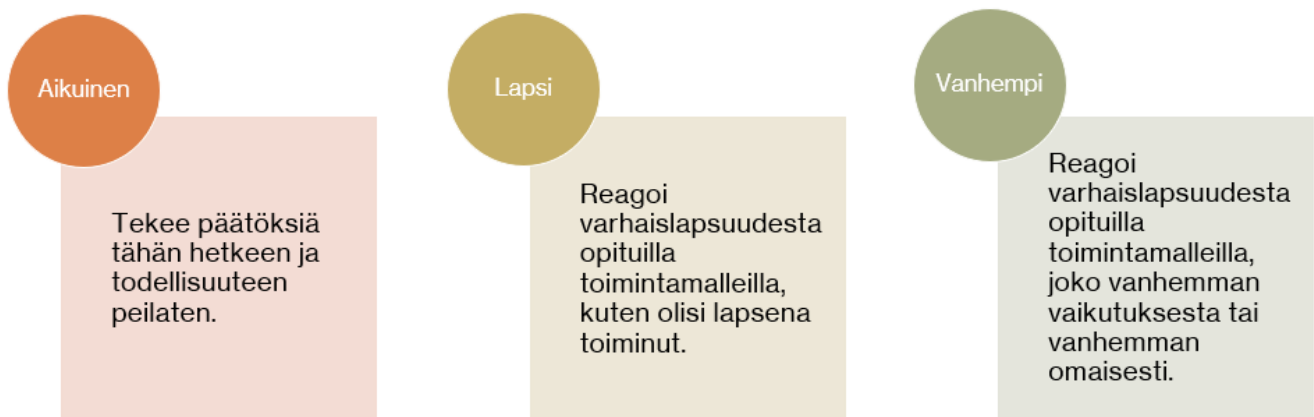 Aikuinen
Tekee päätöksiä
tähän hetkeen ja
todellisuuteen
peilaten.
Lapsi
Reagoi
varhaislapsuudesta
opituilla
toimintamalleilla,
kuten olisi lapsena
toiminut.
Vanhempi
Reagoi
varhaislapsuudesta
opituilla
toimintamalleilla,
joko vanhemman
vaikutuksesta tai
vanhemman
omaisesti.